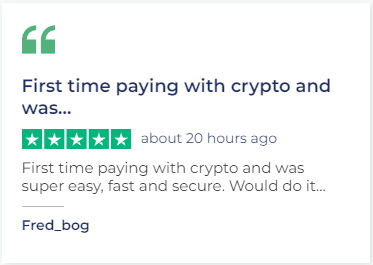 First time paying with crypto and
was...
about 20 hours ago
First time paying with crypto and was
super easy, fast and secure. Would do it...
Fred_bog